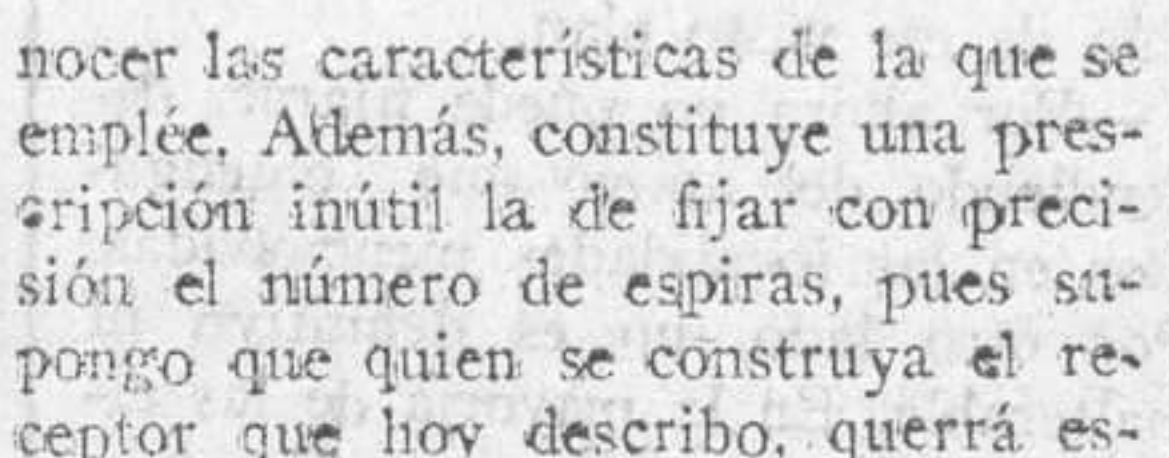 nocer las características de la que se
emplée. Además, constituye una pres-
cripción inútil la de fijar con preci-
sión el número de espiras, pues su-
pongo que quien se construya el re-
ceptor que hoy describo, querrá es-